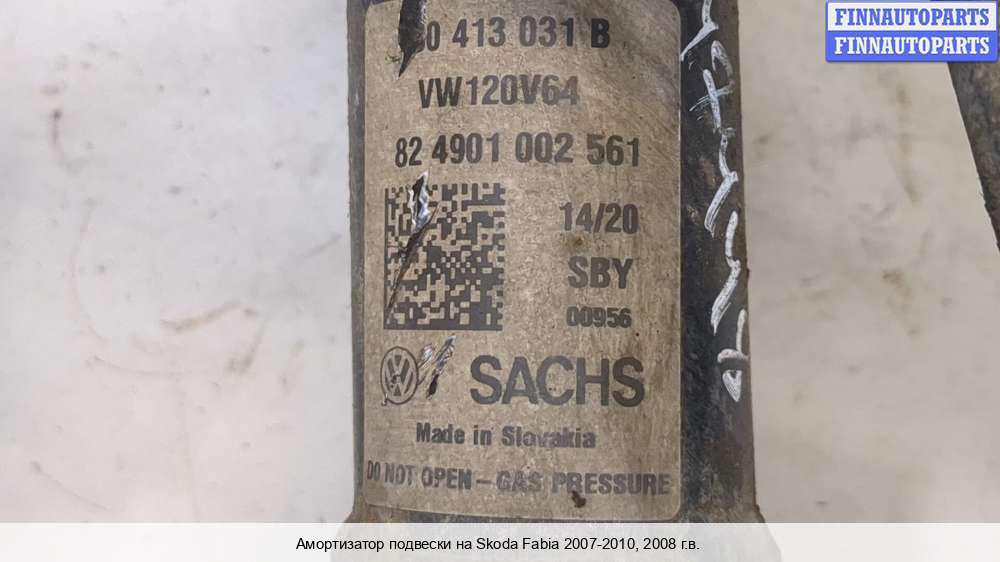 FINNAUTOPARTS
FINNAUTOPARTS
0 413 031 B
VW120V64
82 4901 002 561
14/20
SBY
00956
SACHS
Made in Slovakia
DO NOT OPEN - GAS PRESSURE
Амортизатор подвески на Skoda Fabia 2007-2010, 2008 г.в.